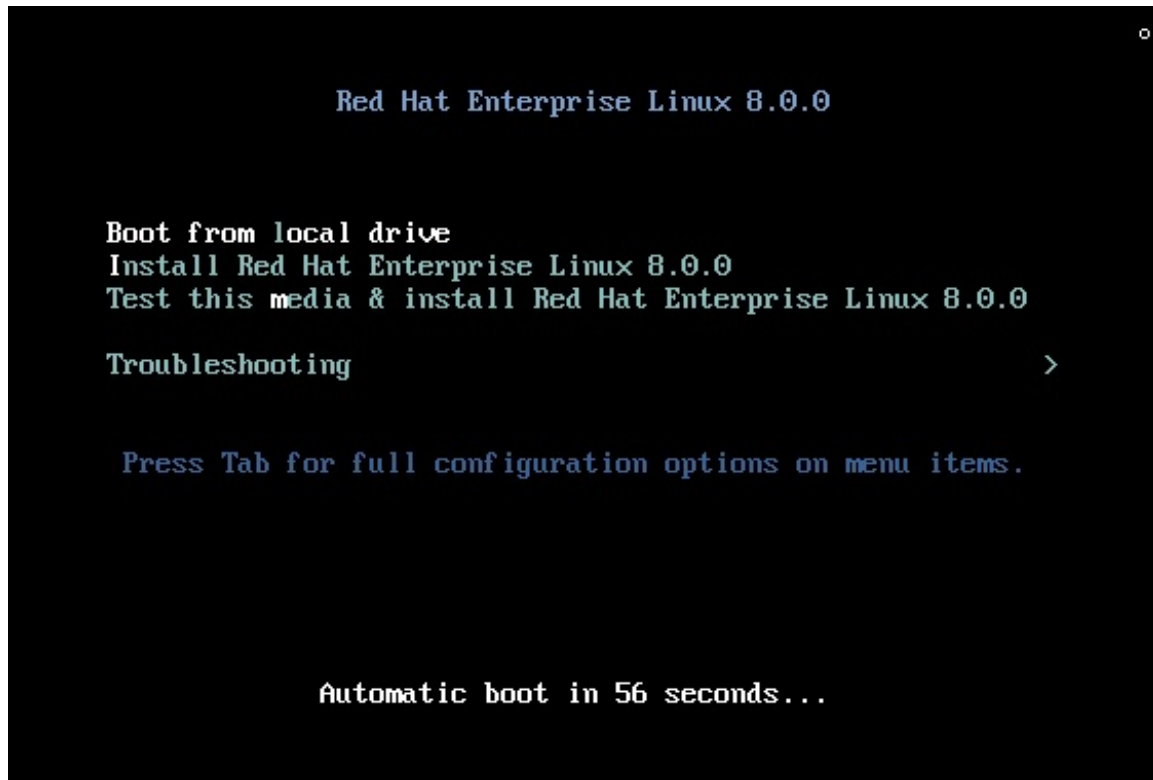 Red Hat Enterprise Linux 8.0.0
Boot from local drive
Install Red Hat Enterprise Linux 8.0.0
Test this media & install Red Hat Enterprise Linux 8.0.0
Troubleshooting >
Press Tab for full configuration options on menu items.
Automatic boot in 56 seconds...